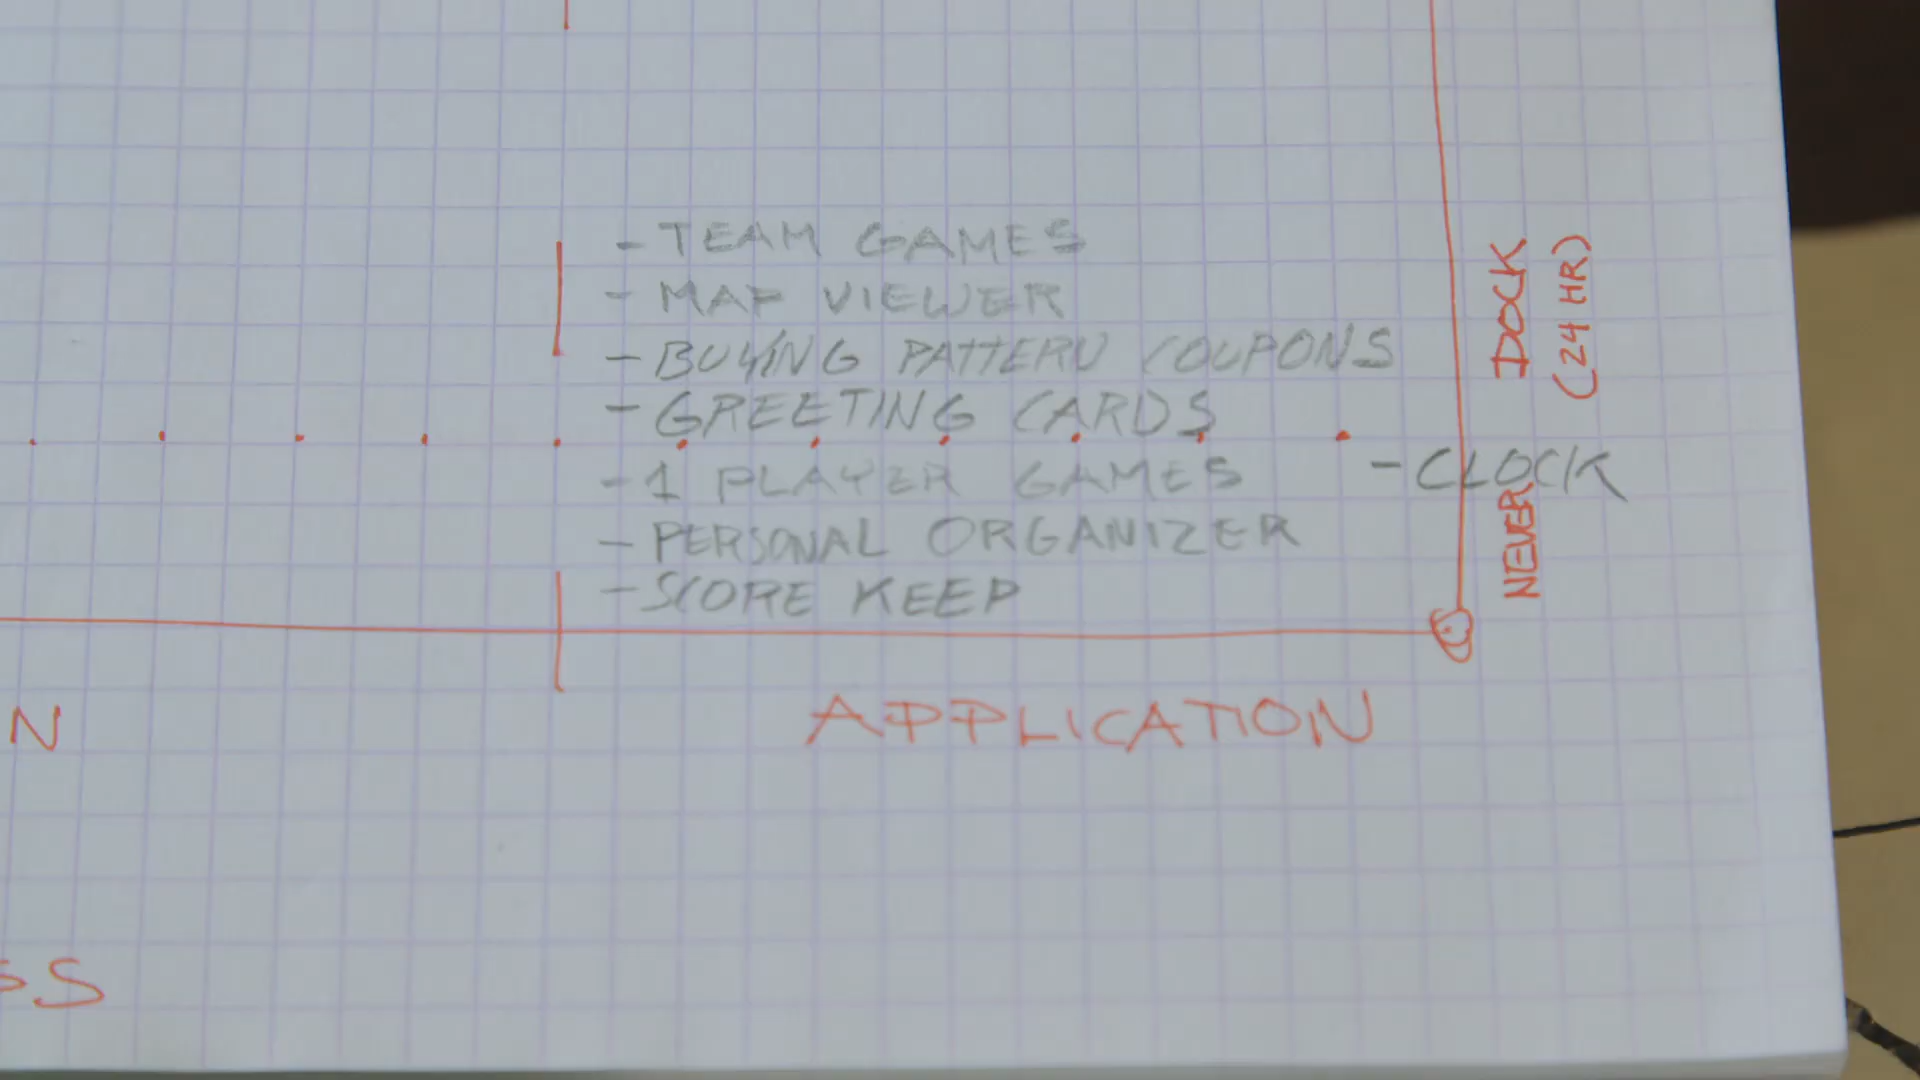 - TEAM GAMES
- MAP VIEWER
- BUYING PATTERN COUPONS
- GREETING CARDS
- 1 PLAYER GAMES
- PERSONAL ORGANIZER
- SCORE KEEP
- CLOCK
DOCK
(24 HR)
NEVER
N
APPLICATION
SS